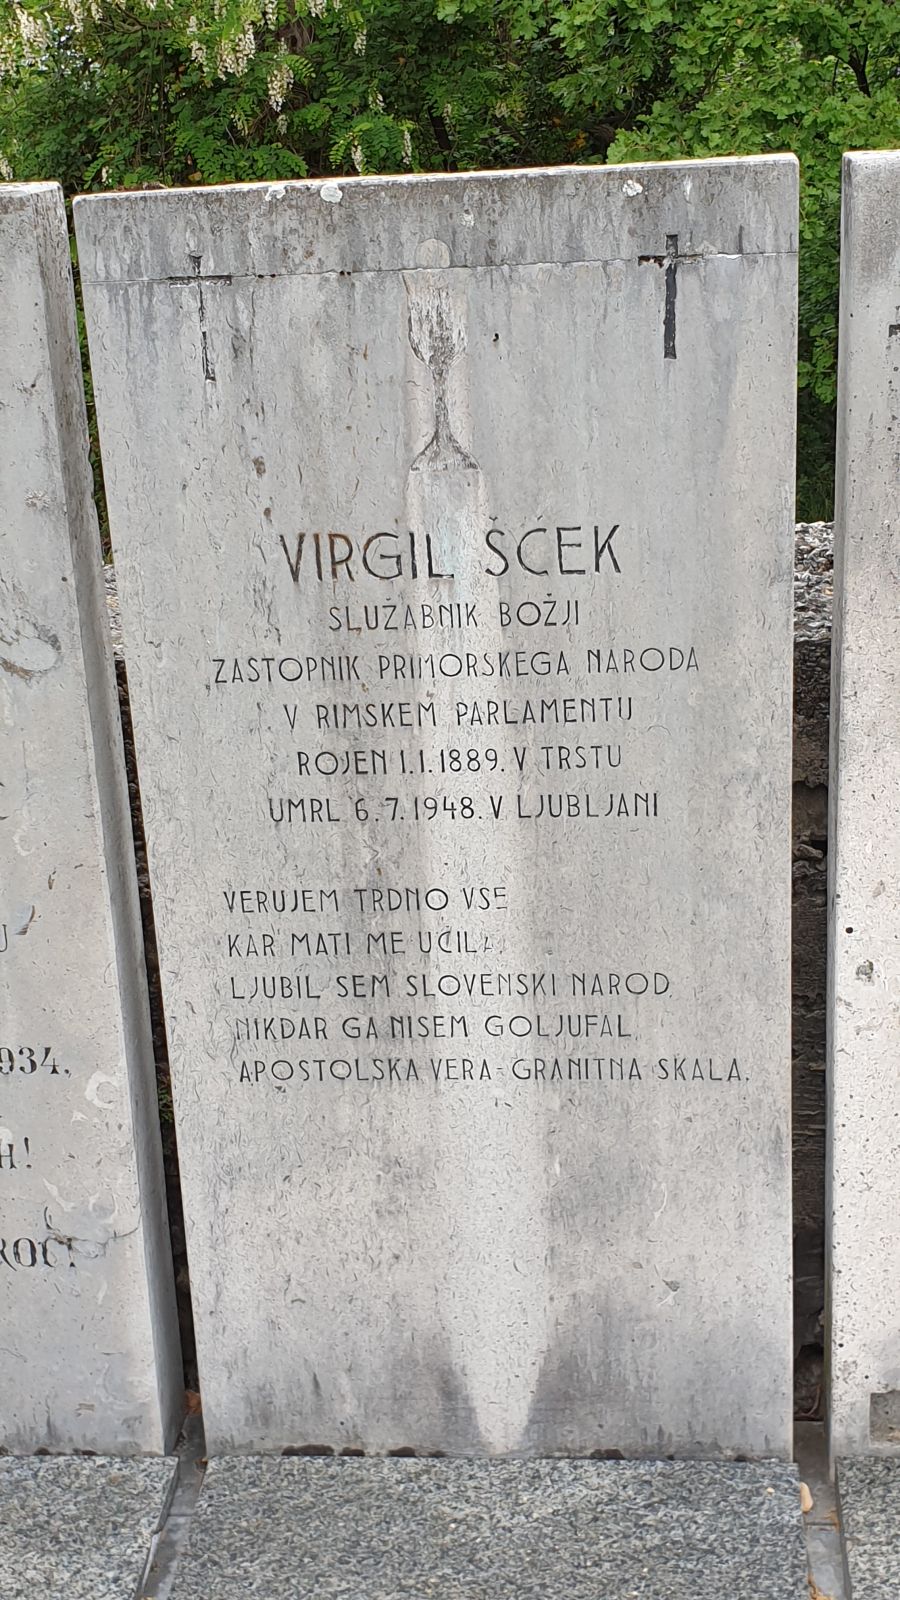 VIRGIL ŠČEK
SLUŽABNIK BOŽJI
ZASTOPNIK PRIMORSKEGA NARODA
V RIMSKEM PARLAMENTU
ROJEN 1.1.1889. V TRSTU
UMRL 6.7.1948. V LJUBLJANI
VERUJEM TRDNO VSE
KAR MATI ME UČILA,
LJUBIL SEM SLOVENSKI NAROD,
NIKDAR GA NISEM GOLJUFAL,
APOSTOLSKA VERA-GRANITNA SKALA.